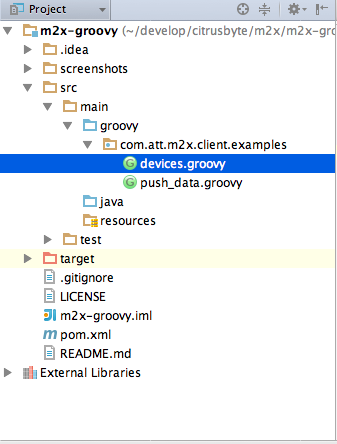 Project
m2x-groovy (~/develop/citrusbyte/m2x/m2x-gro
.idea
screenshots
src
main
groovy
com.att.m2x.client.examples
devices.groovy
push_data.groovy
java
resources
test
target
.gitignore
LICENSE
m2x-groovy.iml
pom.xml
README.md
External Libraries